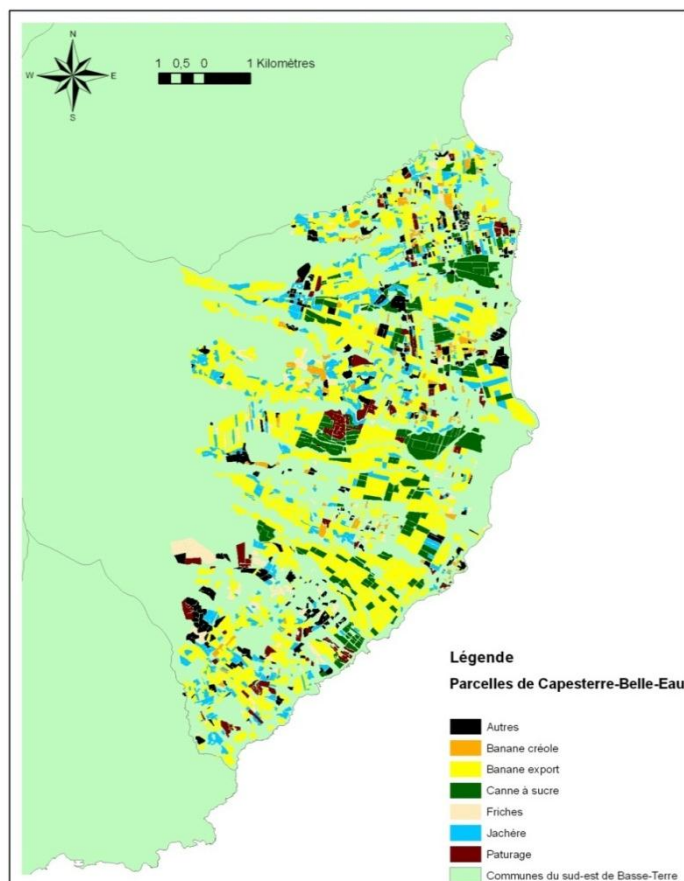 N
W E
S
1 0,5 0 1 Kilomètres
Légende
Parcelles de Capesterre-Belle-Eau
Autres
Banane créole
Banane export
Canne à sucre
Friches
Jachère
Paturage
Communes du sud-est de Basse-Terre